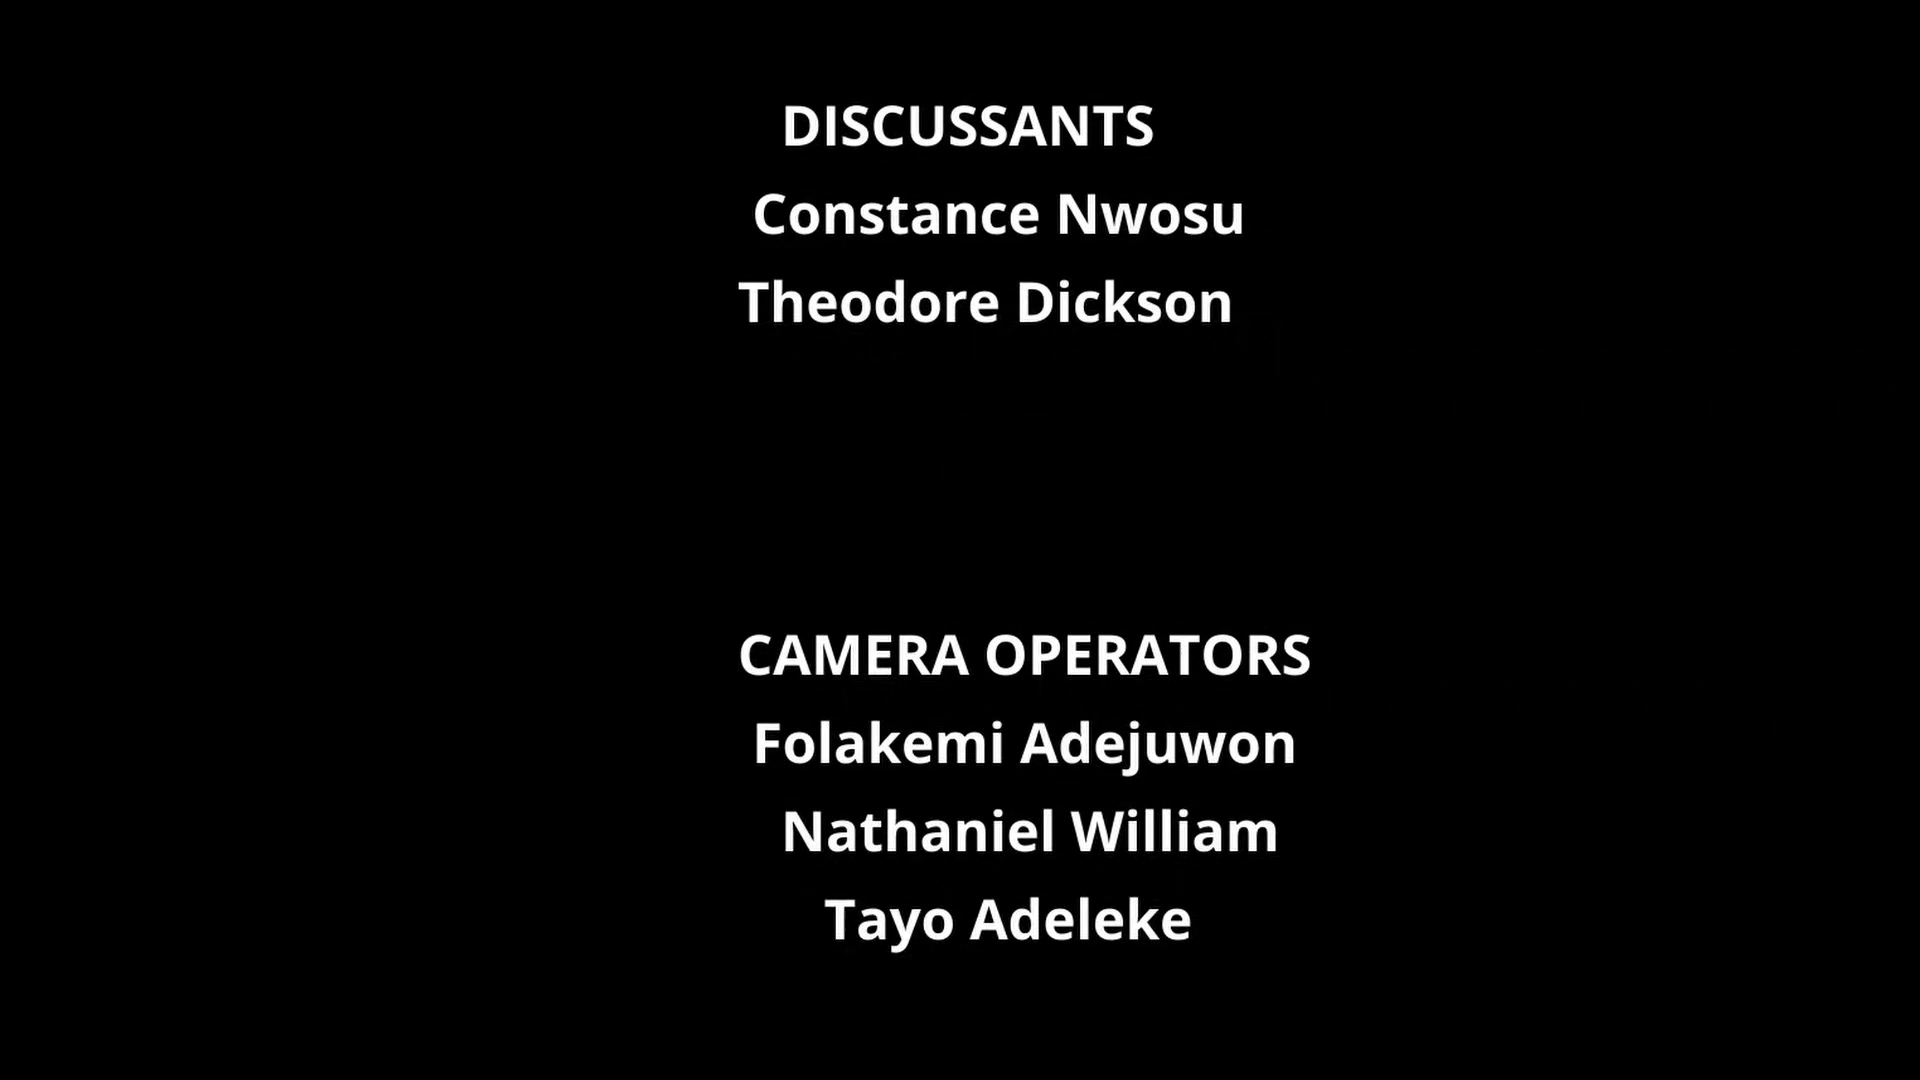 DISCUSSANTS
Constance Nwosu
Theodore Dickson
CAMERA OPERATORS
Folakemi Adejuwon
Nathaniel William
Tayo Adeleke